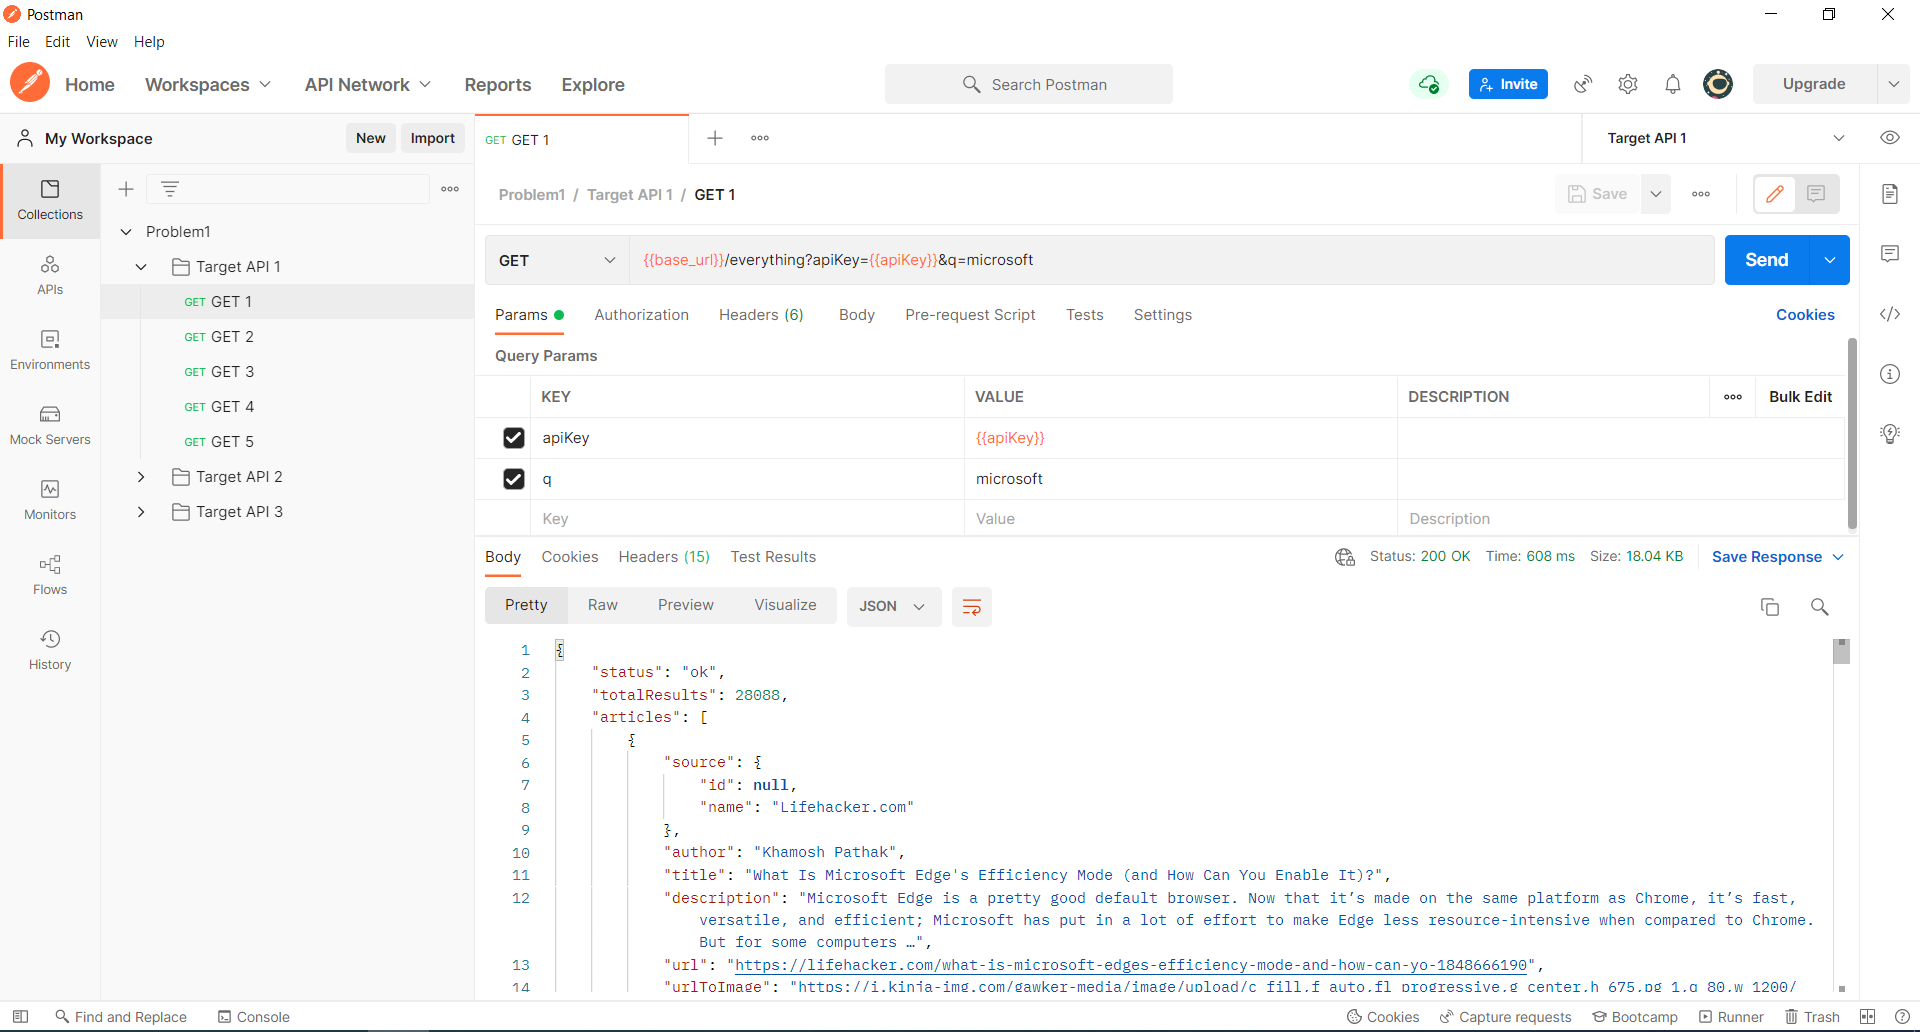 Postman
File Edit View Help
Home Workspaces API Network Reports Explore Search Postman Invite Upgrade
My Workspace New Import GET GET 1 Target API 1
Problem1 / Target API 1 / GET 1 Save
Collections
APIs
Environments
Mock Servers
Monitors
Flows
History
Problem1
Target API 1
GET GET 1
GET GET 2
GET GET 3
GET GET 4
GET GET 5
Target API 2
Target API 3
GET {{base_url}}/everything?apiKey={{apiKey}}&q=microsoft Send
Params Authorization Headers (6) Body Pre-request Script Tests Settings Cookies
Query Params
KEY VALUE DESCRIPTION Bulk Edit
apiKey {{apiKey}}
q microsoft
Key Value Description
Body Cookies Headers (15) Test Results Status: 200 OK Time: 608 ms Size: 18.04 KB Save Response
Pretty Raw Preview Visualize JSON
1 {
2 "status": "ok",
3 "totalResults": 28088,
4 "articles": [
5 {
6 "source": {
7 "id": null,
8 "name": "Lifehacker.com"
9 },
10 "author": "Khamosh Pathak",
11 "title": "What Is Microsoft Edge's Efficiency Mode (and How Can You Enable It)?",
12 "description": "Microsoft Edge is a pretty good default browser. Now that it’s made on the same platform as Chrome, it’s fast,
versatile, and efficient; Microsoft has put in a lot of effort to make Edge less resource-intensive when compared to Chrome.
But for some computers …",
13 "url": "https://lifehacker.com/what-is-microsoft-edges-efficiency-mode-and-how-can-yo-1848666190",
14 "urlToImage": "https://i.kinja-img.com/gawker-media/image/upload/c_fill,f_auto,fl_progressive,g_center,h_675,pg_1,q_80,w_1200/
Find and Replace Console Cookies Capture requests Bootcamp Runner Trash